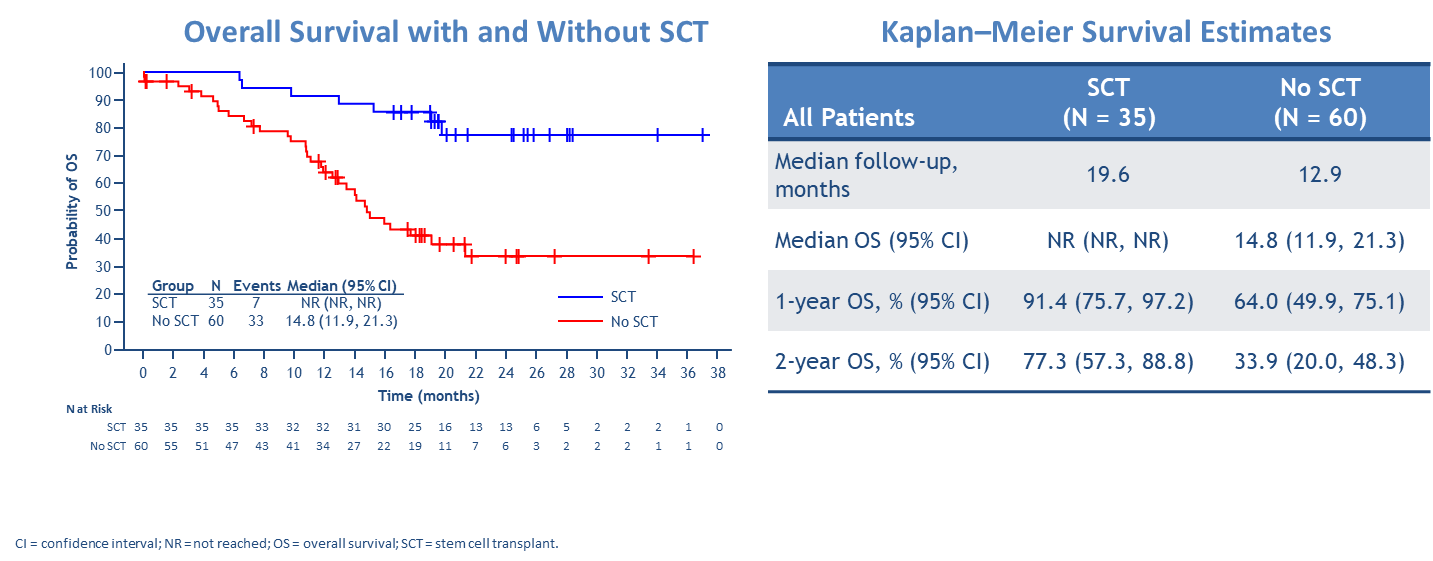 Overall Survival with and Without SCT
100
90
80
70
60
50
40
30
20
10
0
Probability of OS
Group N Events Median (95% CI)
SCT 35 7 NR (NR, NR)
No SCT 60 33 14.8 (11.9, 21.3)
SCT
No SCT
0 2 4 6 8 10 12 14 16 18 20 22 24 26 28 30 32 34 36 38
Time (months)
N at Risk
SCT 35 35 35 35 33 32 32 31 30 25 16 13 13 6 5 2 2 2 1 0
No SCT 60 55 51 47 43 41 34 27 22 19 11 7 6 3 2 2 2 1 1 0
Kaplan–Meier Survival Estimates
All Patients SCT (N = 35) No SCT (N = 60)
Median follow-up,
months 19.6 12.9
Median OS (95% CI) NR (NR, NR) 14.8 (11.9, 21.3)
1-year OS, % (95% CI) 91.4 (75.7, 97.2) 64.0 (49.9, 75.1)
2-year OS, % (95% CI) 77.3 (57.3, 88.8) 33.9 (20.0, 48.3)
CI = confidence interval; NR = not reached; OS = overall survival; SCT = stem cell transplant.